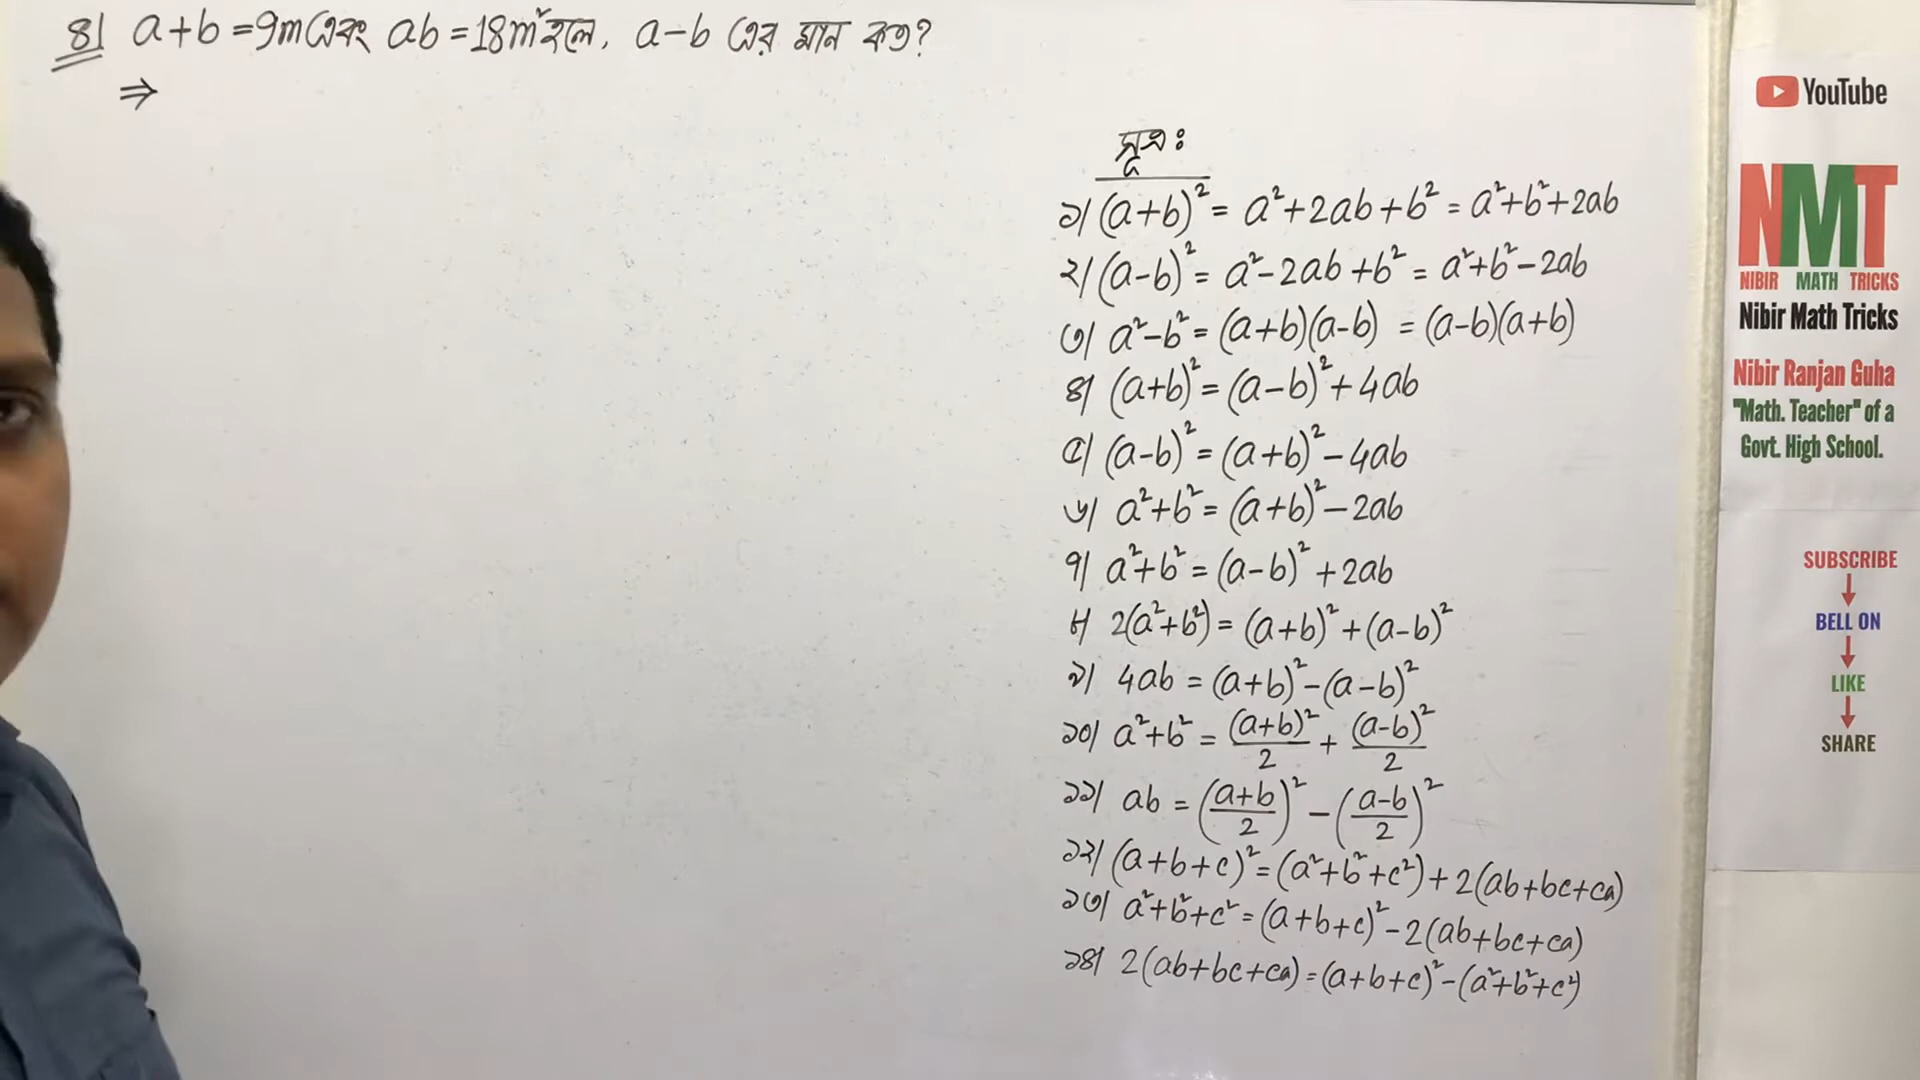 ৪। a+b=9m এবং ab=18m² হলে, a-b এর মান কত?
⇒
সূত্রঃ
১। (a+b)² = a²+2ab+b² = a²+b²+2ab
২। (a-b)² = a²-2ab+b² = a²+b²-2ab
৩। a²-b² = (a+b)(a-b) = (a-b)(a+b)
৪। (a+b)² = (a-b)²+4ab
৫। (a-b)² = (a+b)²-4ab
৬। a²+b² = (a+b)²-2ab
৭। a²+b² = (a-b)²+2ab
৮। 2(a²+b²) = (a+b)²+(a-b)²
৯। 4ab = (a+b)²-(a-b)²
১০। a²+b² = (a+b)²/2 + (a-b)²/2
১১। ab = ((a+b)/2)² - ((a-b)/2)²
১২। (a+b+c)² = (a²+b²+c²)+2(ab+bc+ca)
১৩। a²+b²+c² = (a+b+c)²-2(ab+bc+ca)
১৪। 2(ab+bc+ca) = (a+b+c)²-(a²+b²+c²)
YouTube
NMT
NIBIR MATH TRICKS
Nibir Math Tricks
Nibir Ranjan Guha
"Math. Teacher" of a
Govt. High School.
SUBSCRIBE
↓
BELL ON
↓
LIKE
↓
SHARE